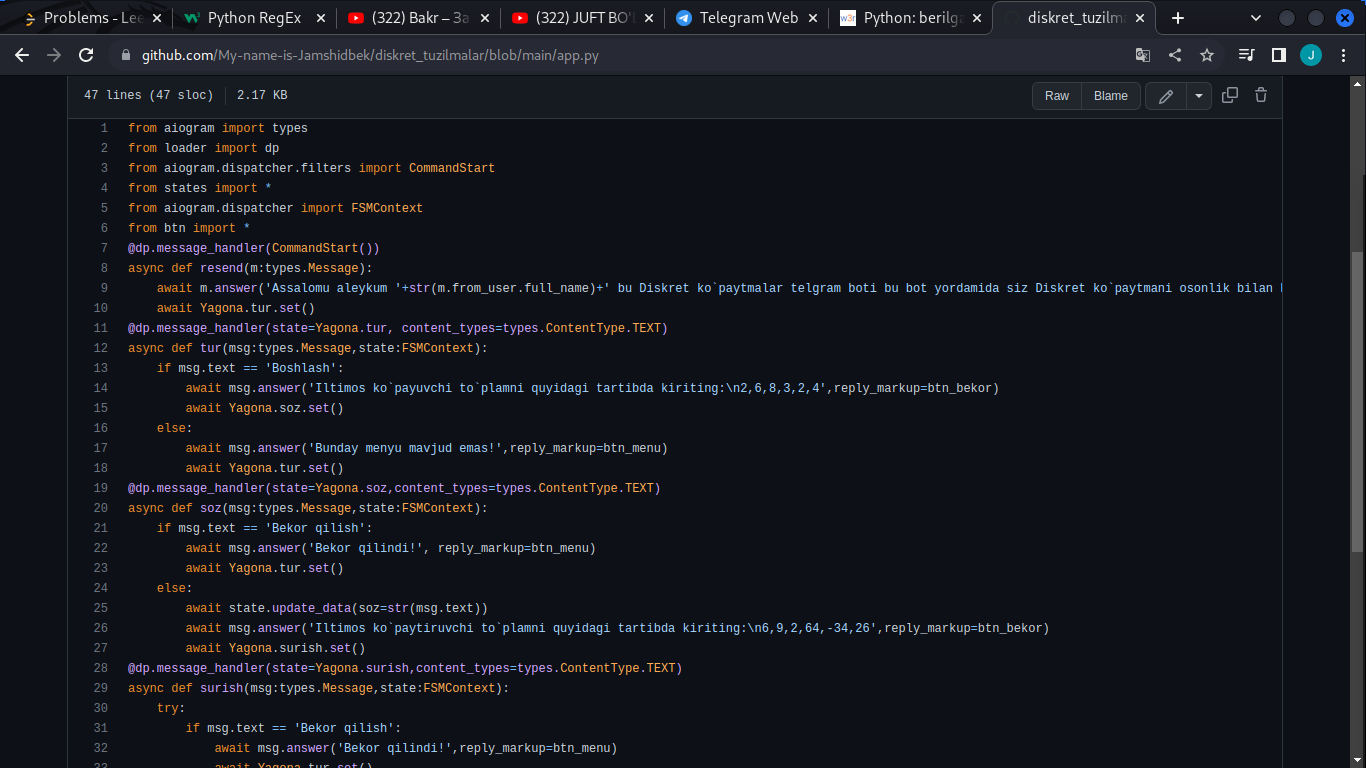 Problems - Lee
Python RegEx
(322) Bakr – За
(322) JUFT BO'L
Telegram Web
w3r
Python: berilga
diskret_tuzilma
github.com/My-name-is-Jamshidbek/diskret_tuzilmalar/blob/main/app.py
J
47 lines (47 sloc) 2.17 KB
Raw Blame
1 from aiogram import types
2 from loader import dp
3 from aiogram.dispatcher.filters import CommandStart
4 from states import *
5 from aiogram.dispatcher import FSMContext
6 from btn import *
7 @dp.message_handler(CommandStart())
8 async def resend(m:types.Message):
9 await m.answer('Assalomu aleykum '+str(m.from_user.full_name)+' bu Diskret ko`paytmalar telgram boti bu bot yordamida siz Diskret ko`paytmani osonlik bilan
10 await Yagona.tur.set()
11 @dp.message_handler(state=Yagona.tur, content_types=types.ContentType.TEXT)
12 async def tur(msg:types.Message,state:FSMContext):
13 if msg.text == 'Boshlash':
14 await msg.answer('Iltimos ko`payuvchi to`plamni quyidagi tartibda kiriting:\n2,6,8,3,2,4',reply_markup=btn_bekor)
15 await Yagona.soz.set()
16 else:
17 await msg.answer('Bunday menyu mavjud emas!',reply_markup=btn_menu)
18 await Yagona.tur.set()
19 @dp.message_handler(state=Yagona.soz,content_types=types.ContentType.TEXT)
20 async def soz(msg:types.Message,state:FSMContext):
21 if msg.text == 'Bekor qilish':
22 await msg.answer('Bekor qilindi!', reply_markup=btn_menu)
23 await Yagona.tur.set()
24 else:
25 await state.update_data(soz=str(msg.text))
26 await msg.answer('Iltimos ko`paytiruvchi to`plamni quyidagi tartibda kiriting:\n6,9,2,64,-34,26',reply_markup=btn_bekor)
27 await Yagona.surish.set()
28 @dp.message_handler(state=Yagona.surish,content_types=types.ContentType.TEXT)
29 async def surish(msg:types.Message,state:FSMContext):
30 try:
31 if msg.text == 'Bekor qilish':
32 await msg.answer('Bekor qilindi!',reply_markup=btn_menu)
33 await Yagona.tur.set()